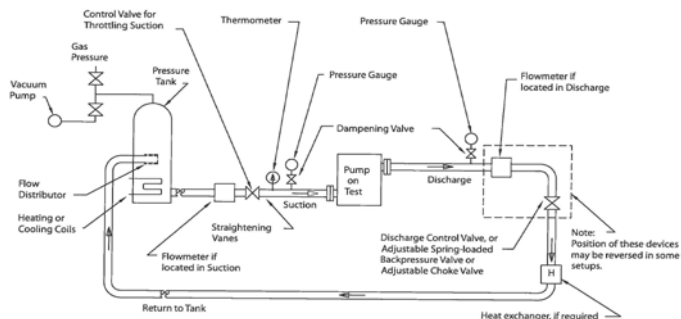 Control Valve for
Throttling Suction
Thermometer
Pressure Gauge
Gas
Pressure
Pressure
Tank
Pressure Gauge
Flowmeter if
located in Discharge
Vacuum
Pump
Dampening Valve
Pump
on
Test
Discharge
Flow
Distributor
Suction
Heating or
Cooling Coils
Straightening
Vanes
Flowmeter if
located in Suction
Discharge Control Valve, or
Adjustable Spring-loaded
Backpressure Valve or
Adjustable Choke Valve
Note:
Position of these devices
may be reversed in some
setups.
H
Return to Tank
Heat exchanger, if required